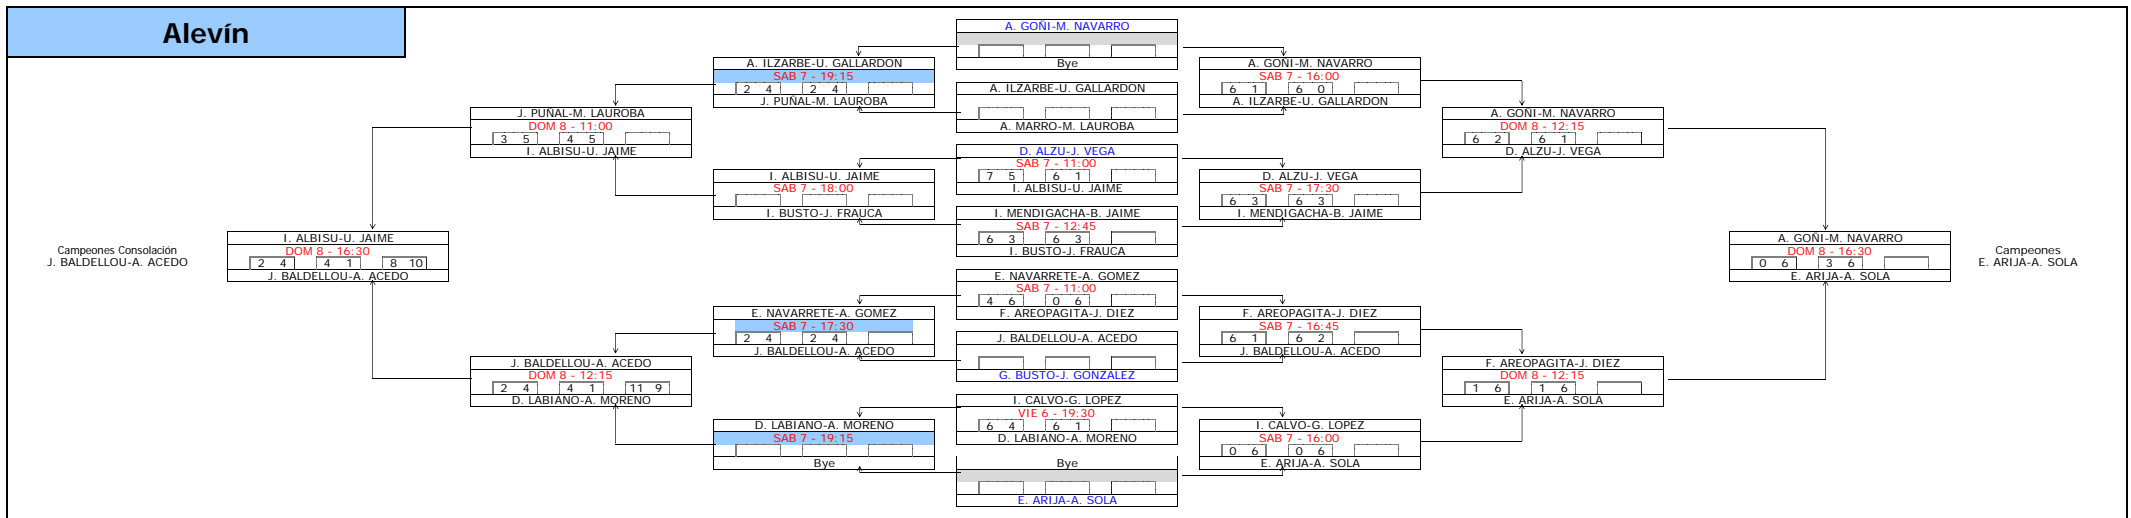 Alevín
A. GOÑI-M. NAVARRO
Bye
A. ILZARBE-U. GALLARDON
SAB 7 - 19:15
2 4 2 4
J. PUÑAL-M. LAUROBA
A. GOÑI-M. NAVARRO
SAB 7 - 16:00
6 1 6 0
A. ILZARBE-U. GALLARDON
A. ILZARBE-U. GALLARDON
A. MARRO-M. LAUROBA
J. PUÑAL-M. LAUROBA
DOM 8 - 11:00
3 5 4 5
I. ALBISU-U. JAIME
A. GOÑI-M. NAVARRO
DOM 8 - 12:15
6 2 6 1
D. ALZU-J. VEGA
D. ALZU-J. VEGA
SAB 7 - 11:00
7 5 6 1
I. ALBISU-U. JAIME
I. ALBISU-U. JAIME
SAB 7 - 18:00
I. BUSTO-J. FRAUCA
D. ALZU-J. VEGA
SAB 7 - 17:30
6 3 6 3
I. MENDIGACHA-B. JAIME
I. MENDIGACHA-B. JAIME
SAB 7 - 12:45
6 3 6 3
I. BUSTO-J. FRAUCA
Campeones Consolación
J. BALDELLOU-A. ACEDO
I. ALBISU-U. JAIME
DOM 8 - 16:30
2 4 4 1 8 10
J. BALDELLOU-A. ACEDO
A. GOÑI-M. NAVARRO
DOM 8 - 16:30
0 6 3 6
E. ARIJA-A. SOLA
Campeones
E. ARIJA-A. SOLA
E. NAVARRETE-A. GOMEZ
SAB 7 - 11:00
4 6 0 6
F. AREOPAGITA-J. DIEZ
E. NAVARRETE-A. GOMEZ
SAB 7 - 17:30
2 4 2 4
J. BALDELLOU-A. ACEDO
F. AREOPAGITA-J. DIEZ
SAB 7 - 16:45
6 1 6 2
J. BALDELLOU-A. ACEDO
J. BALDELLOU-A. ACEDO
G. BUSTO-J. GONZALEZ
J. BALDELLOU-A. ACEDO
DOM 8 - 12:15
2 4 4 1 11 9
D. LABIANO-A. MORENO
F. AREOPAGITA-J. DIEZ
DOM 8 - 12:15
1 6 1 6
E. ARIJA-A. SOLA
I. CALVO-G. LOPEZ
VIE 6 - 19:30
6 4 6 1
D. LABIANO-A. MORENO
D. LABIANO-A. MORENO
SAB 7 - 19:15
Bye
I. CALVO-G. LOPEZ
SAB 7 - 16:00
0 6 0 6
E. ARIJA-A. SOLA
Bye
E. ARIJA-A. SOLA